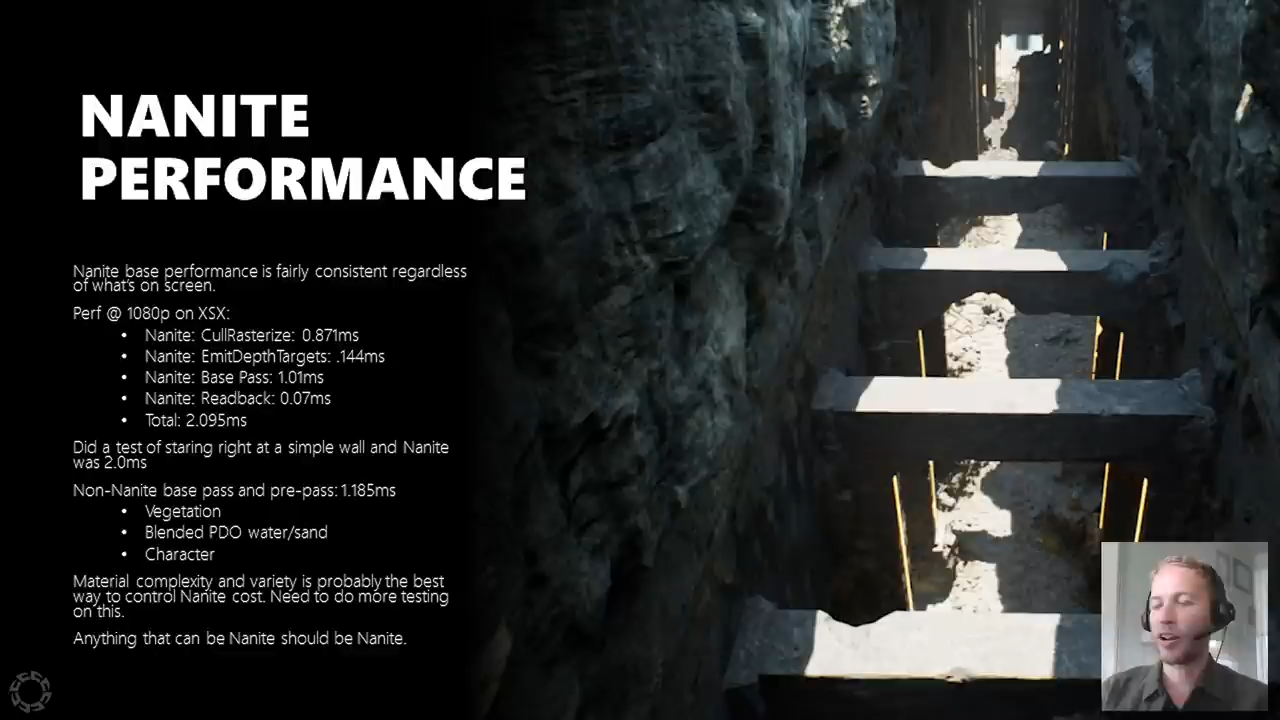 NANITE
PERFORMANCE
Nanite base performance is fairly consistent regardless
of what's on screen.
Perf @ 1080p on XSX:
• Nanite: CullRasterize: 0.871ms
• Nanite: EmitDepthTargets: .144ms
• Nanite: Base Pass: 1.01ms
• Nanite: Readback: 0.07ms
• Total: 2.095ms
Did a test of staring right at a simple wall and Nanite
was 2.0ms
Non-Nanite base pass and pre-pass: 1.185ms
• Vegetation
• Blended PDO water/sand
• Character
Material complexity and variety is probably the best
way to control Nanite cost. Need to do more testing
on this.
Anything that can be Nanite should be Nanite.